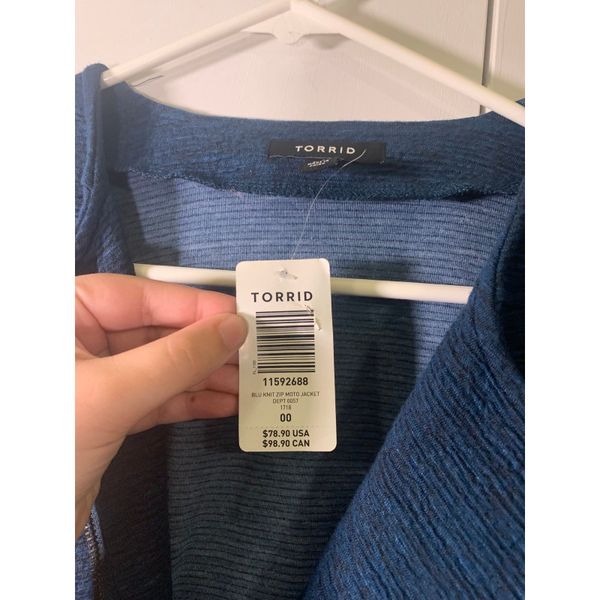 TORRID
TORRID
11592688
BLU KNIT ZIP MOTO JACKET
DEPT 0057
1718
00
$78.90 USA
$98.90 CAN